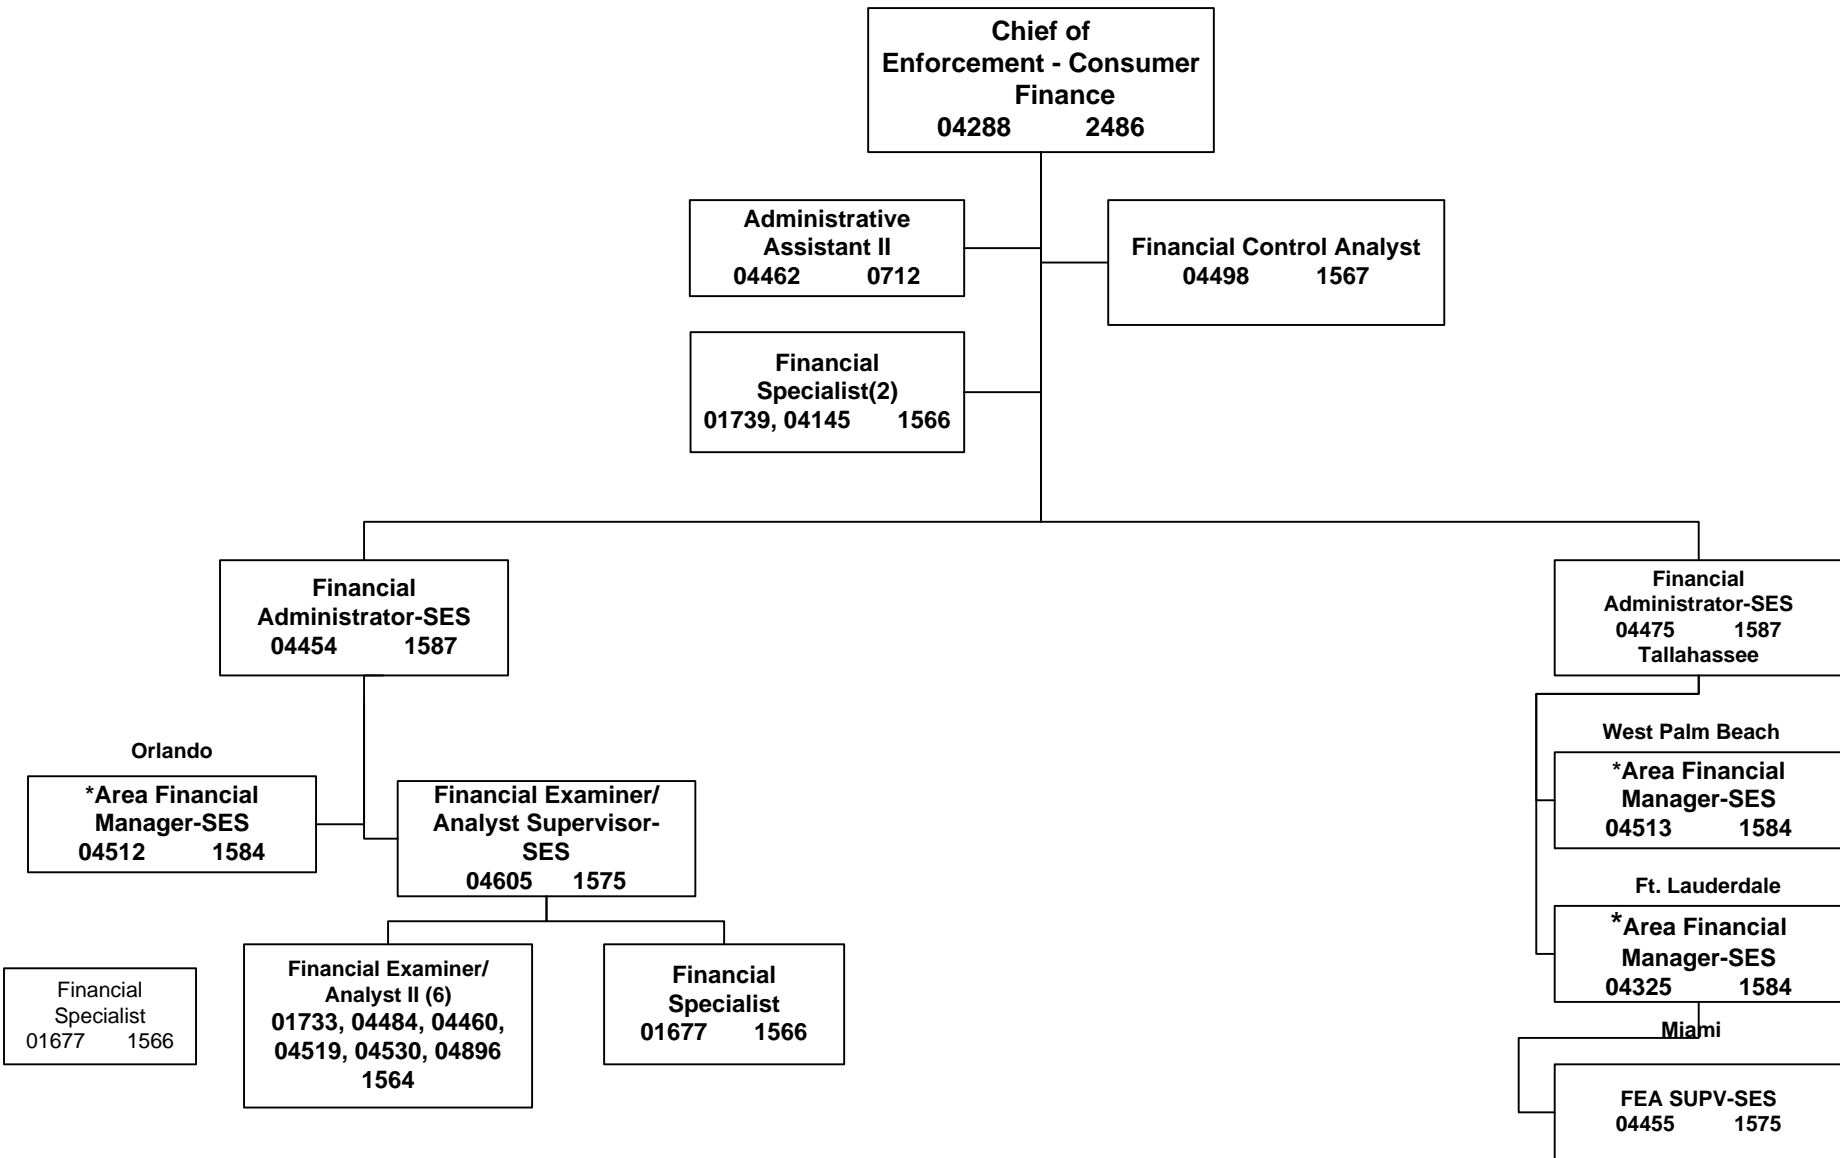 Chief of
Enforcement - Consumer
Finance
04288 2486
Administrative
Assistant II
04462 0712
Financial Control Analyst
04498 1567
Financial
Specialist(2)
01739, 04145 1566
Financial
Administrator-SES
04454 1587
Financial
Administrator-SES
04475 1587
Tallahassee
Orlando
*Area Financial
Manager-SES
04512 1584
Financial Examiner/
Analyst Supervisor-
SES
04605 1575
West Palm Beach
*Area Financial
Manager-SES
04513 1584
Ft. Lauderdale
*Area Financial
Manager-SES
04325 1584
Financial
Specialist
01677 1566
Financial Examiner/
Analyst II (6)
01733, 04484, 04460,
04519, 04530, 04896
1564
Financial
Specialist
01677 1566
Miami
FEA SUPV-SES
04455 1575